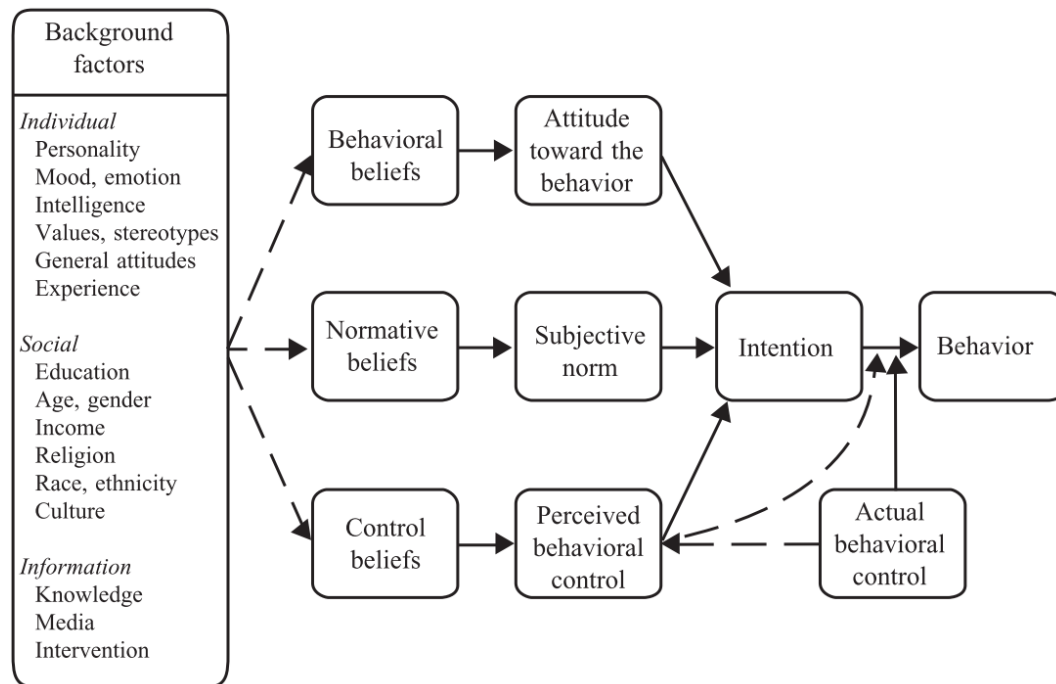 Background
factors
Individual
Personality
Mood, emotion
Intelligence
Values, stereotypes
General attitudes
Experience
Social
Education
Age, gender
Income
Religion
Race, ethnicity
Culture
Information
Knowledge
Media
Intervention
Behavioral
beliefs
Attitude
toward the
behavior
Normative
beliefs
Subjective
norm
Intention
Behavior
Control
beliefs
Perceived
behavioral
control
Actual
behavioral
control